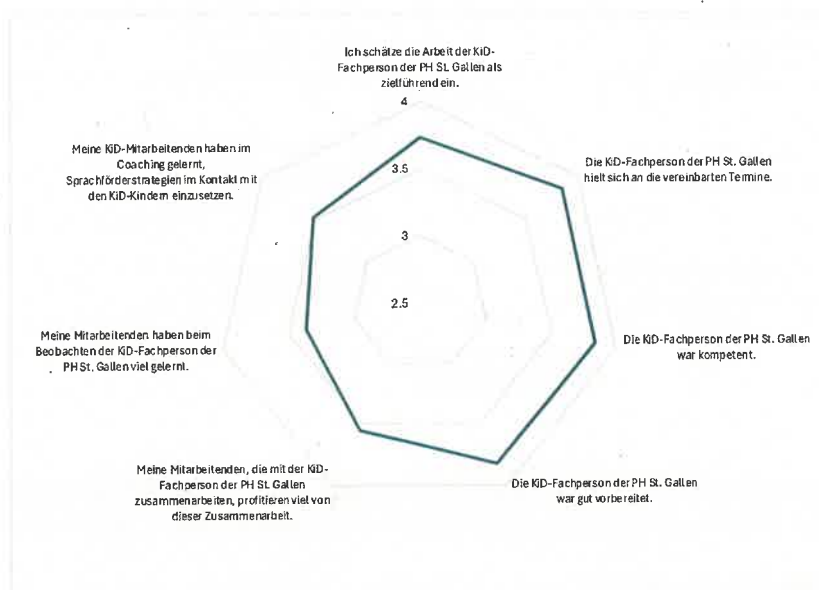 Ich schätze die Arbeit der KiD-
Fachperson der PH St. Gallen als
zielführend ein.
4
Meine KiD-Mitarbeitenden haben im
Coaching gelernt,
Sprachförderstrategien im Kontakt mit
den KiD-Kindern einzusetzen.
Die KiD-Fachperson der PH St. Gallen
hielt sich an die vereinbarten Termine.
3.5
3
2.5
Meine Mitarbeitenden haben beim
Beobachten der KiD-Fachperson der
PH St. Gallen viel gelernt.
Die KiD-Fachperson der PH St. Gallen
war kompetent.
Meine Mitarbeitenden, die mit der KiD-
Fachperson der PH St. Gallen
zusammenarbeiten, profitieren viel von
dieser Zusammenarbeit.
Die KiD-Fachperson der PH St. Gallen
war gut vorbereitet.